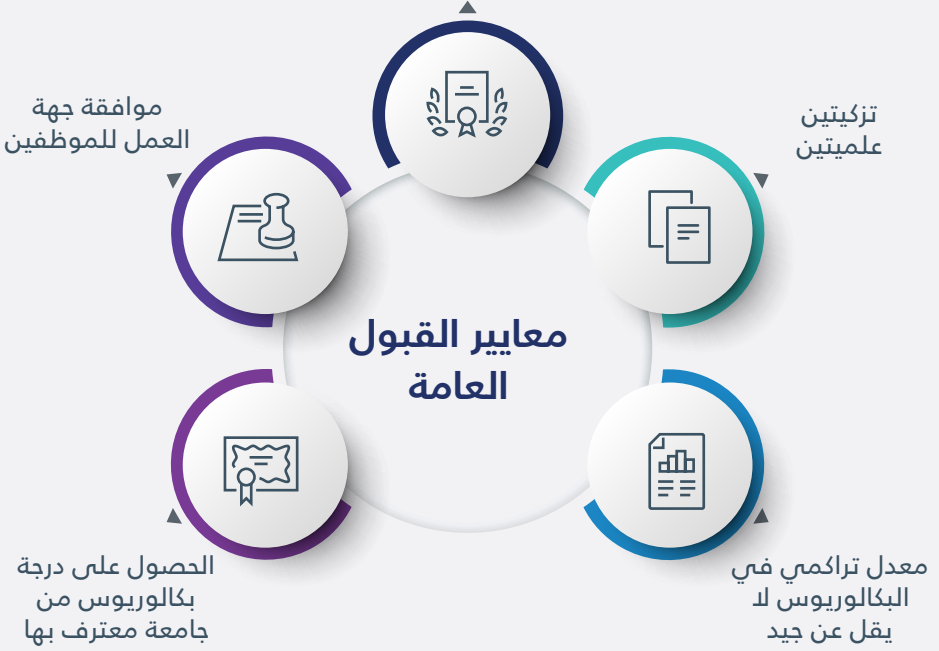 تزكيتين
علميتين
موافقة جهة
العمل للموظفين
معايير القبول
العامة
معدل تراكمي في
البكالوريوس لا
يقل عن جيد
الحصول على درجة
بكالوريوس من
جامعة معترف بها